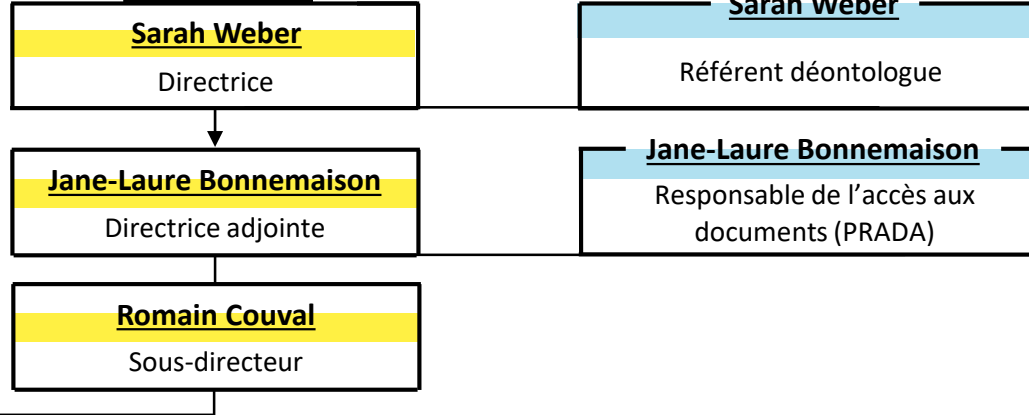 Sarah Weber
Directrice
Sarah Weber
Référent déontologue
Jane-Laure Bonnemaison
Directrice adjointe
Jane-Laure Bonnemaison
Responsable de l’accès aux
documents (PRADA)
Romain Couval
Sous-directeur